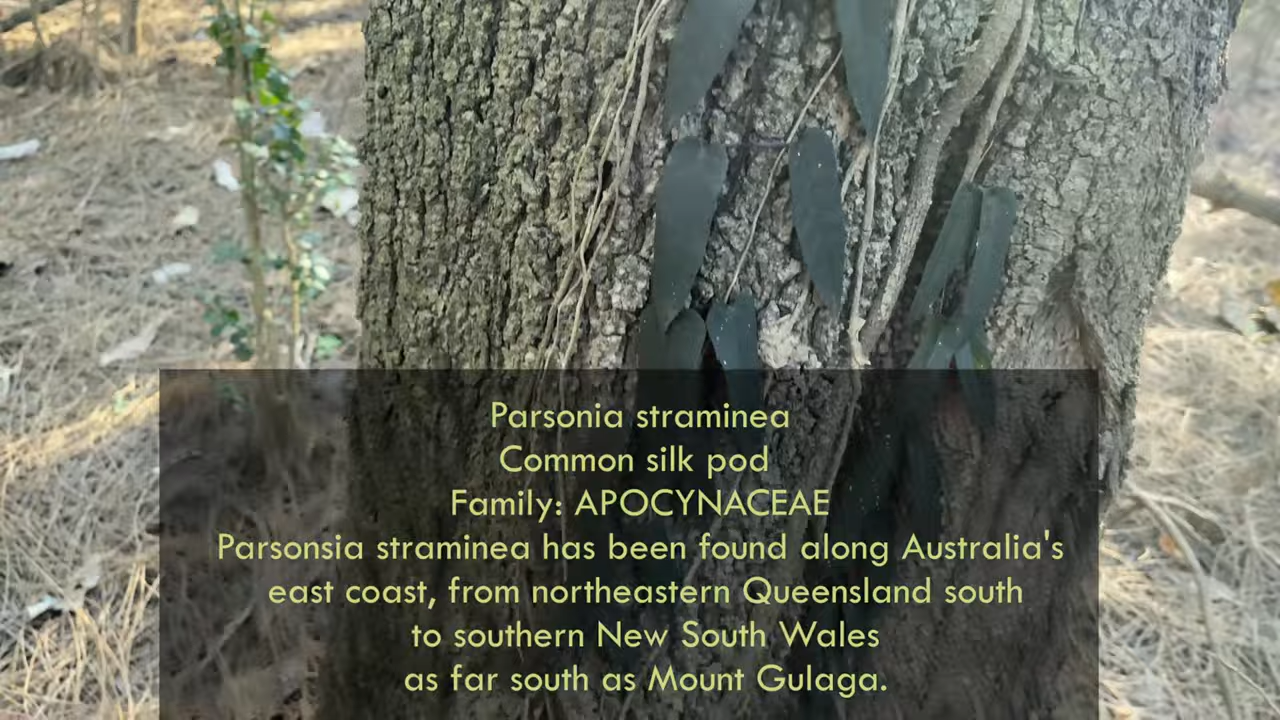 Parsonia straminea
Common silk pod
Family: APOCYNACEAE
Parsonsia straminea has been found along Australia's
east coast, from northeastern Queensland south
to southern New South Wales
as far south as Mount Gulaga.